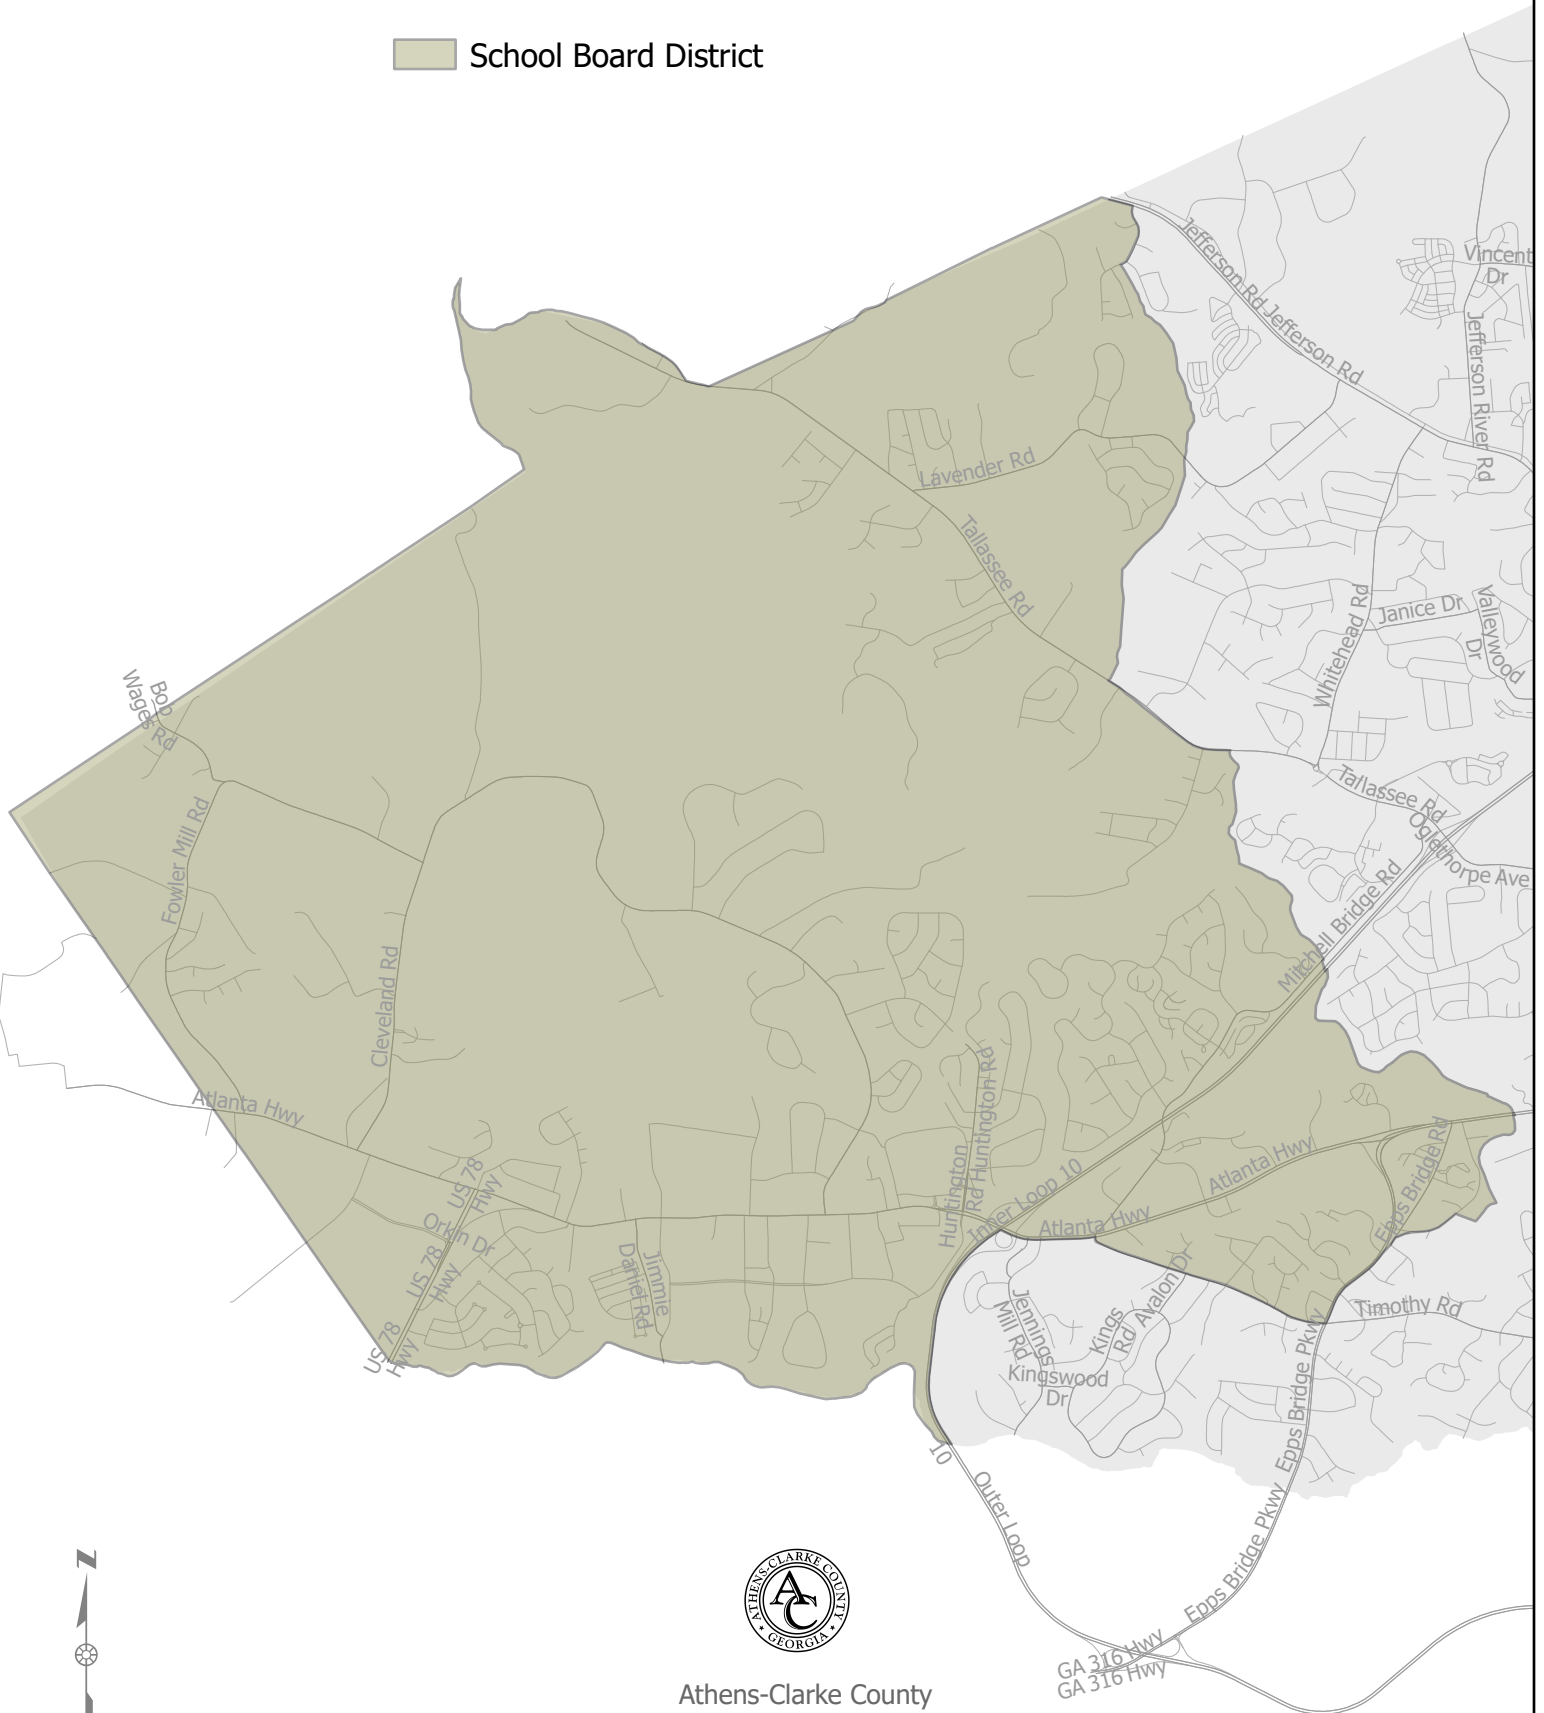 School Board District
Jefferson Rd
Jefferson Rd
Vincent
Dr
Jefferson River Rd
Lavender Rd
Tallassee Rd
Whitehead Rd
Janice Dr
Valleywood
Dr
Bob
Wages Rd
Fowler Mill Rd
Tallassee Rd
Oglethorpe Ave
Mitchell Bridge Rd
Cleveland Rd
Atlanta Hwy
Huntington Rd
Huntington
Rd
US 78
Hwy
Orkin Dr
US 78
Hwy
US 78
Hwy
Jimmie
Daniel Rd
Inner Loop 10
Atlanta Hwy
Atlanta Hwy
Epps Bridge Rd
Jennings
Mill Rd
Kings
Rd
Avalon Dr
Kingswood
Dr
Timothy Rd
Epps Bridge Pkwy
Epps Bridge Pkwy
10
Outer Loop
Epps Bridge Pkwy
GA 316 Hwy
GA 316 Hwy
N
ATHENS-CLARKE COUNTY
AC
GEORGIA
Athens-Clarke County